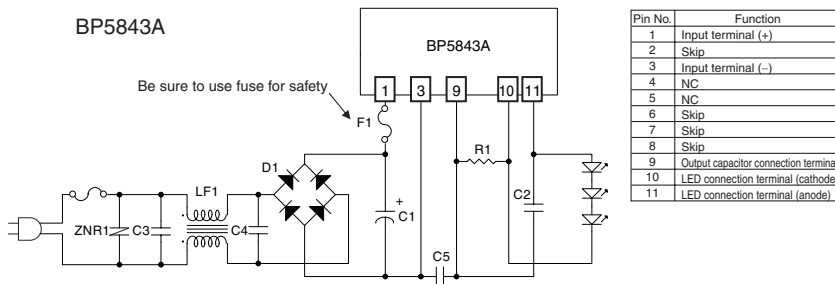 BP5843A
BP5843A
Be sure to use fuse for safety
1
3
9
10
11
F1
R1
D1
LF1
+
C1
C2
ZNR1
C3
C4
C5
Pin No. Function
1 Input terminal (+)
2 Skip
3 Input terminal (−)
4 NC
5 NC
6 Skip
7 Skip
8 Skip
9 Output capacitor connection termina
10 LED connection terminal (cathode
11 LED connection terminal (anode)